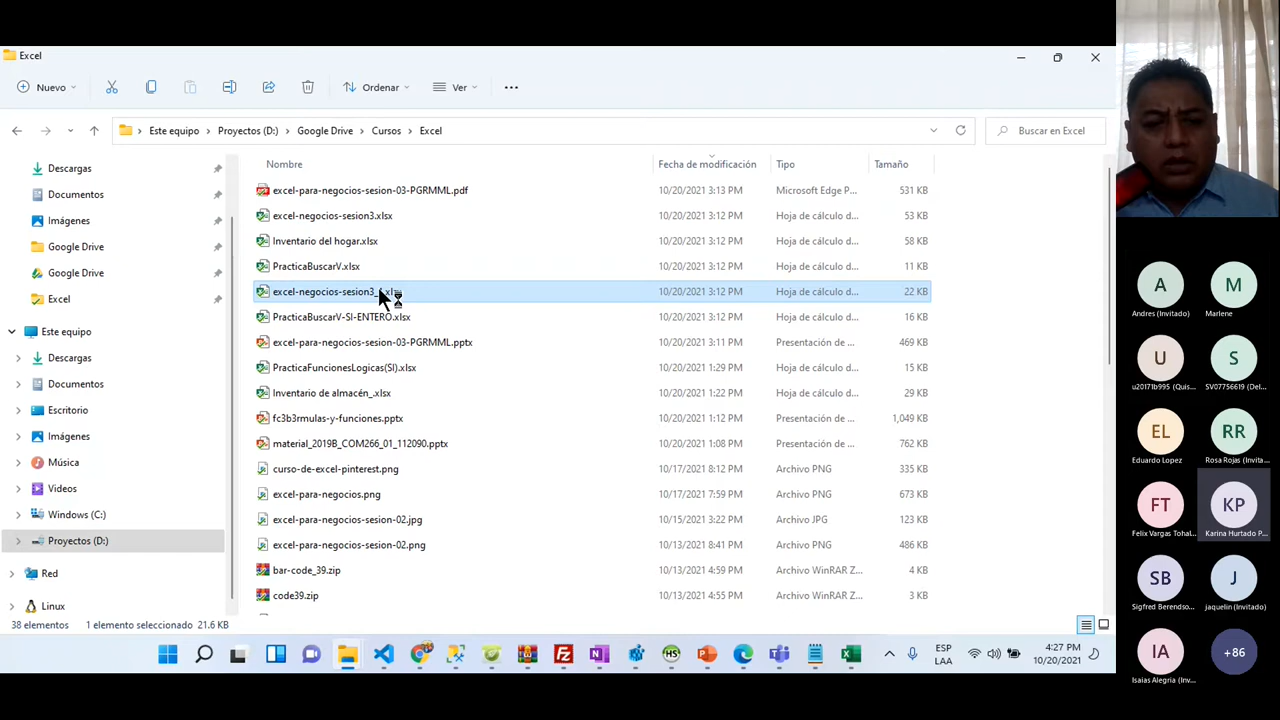 Excel
Nuevo
Ordenar
Ver
Este equipo
Proyectos (D:)
Google Drive
Cursos
Excel
Buscar en Excel
Descargas
Documentos
Imágenes
Google Drive
Google Drive
Excel
Este equipo
Descargas
Documentos
Escritorio
Imágenes
Música
Videos
Windows (C:)
Proyectos (D:)
Red
Linux
Nombre Fecha de modificación Tipo Tamaño
excel-para-negocios-sesion-03-PGRMML.pdf 10/20/2021 3:13 PM Microsoft Edge P... 531 KB
excel-negocios-sesion3.xlsx 10/20/2021 3:12 PM Hoja de cálculo d... 53 KB
Inventario del hogar.xlsx 10/20/2021 3:12 PM Hoja de cálculo d... 58 KB
PracticaBuscarV.xlsx 10/20/2021 3:12 PM Hoja de cálculo d... 11 KB
10/20/2021 3:12 PM Hoja de cálculo d... 22 KB
PracticaBuscarV-SI-ENTERO.xlsx 10/20/2021 3:12 PM Hoja de cálculo d... 16 KB
excel-para-negocios-sesion-03-PGRMML.pptx 10/20/2021 3:11 PM Presentación de ... 469 KB
PracticaFuncionesLogicas(SI).xlsx 10/20/2021 1:29 PM Hoja de cálculo d... 15 KB
Inventario de almacén_.xlsx 10/20/2021 1:22 PM Hoja de cálculo d... 29 KB
fc3b3rmulas-y-funciones.pptx 10/20/2021 1:12 PM Presentación de ... 1,049 KB
material_2019B_COM266_01_112090.pptx 10/20/2021 1:08 PM Presentación de ... 762 KB
curso-de-excel-pinterest.png 10/17/2021 8:12 PM Archivo PNG 335 KB
excel-para-negocios.png 10/17/2021 7:59 PM Archivo PNG 673 KB
excel-para-negocios-sesion-02.jpg 10/15/2021 3:22 PM Archivo JPG 123 KB
excel-para-negocios-sesion-02.png 10/13/2021 8:41 PM Archivo PNG 486 KB
bar-code_39.zip 10/13/2021 4:59 PM Archivo WinRAR Z... 4 KB
code39.zip 10/13/2021 4:55 PM Archivo WinRAR Z... 3 KB
38 elementos 1 elemento seleccionado 21.6 KB
ESP
LAA
4:27 PM
10/20/2021
A
Andres (Invitado)
M
Marlene
U
u20171b995 (Quis...
S
SV07756619 (Del...
EL
Eduardo Lopez
RR
Rosa Rojas (Invita...
FT
Felix Vargas Tohal...
KP
Karina Hurtado P...
SB
Sigfred Berendso...
J
jaquelin (Invitado)
IA
Isaias Alegria (Inv...
+86